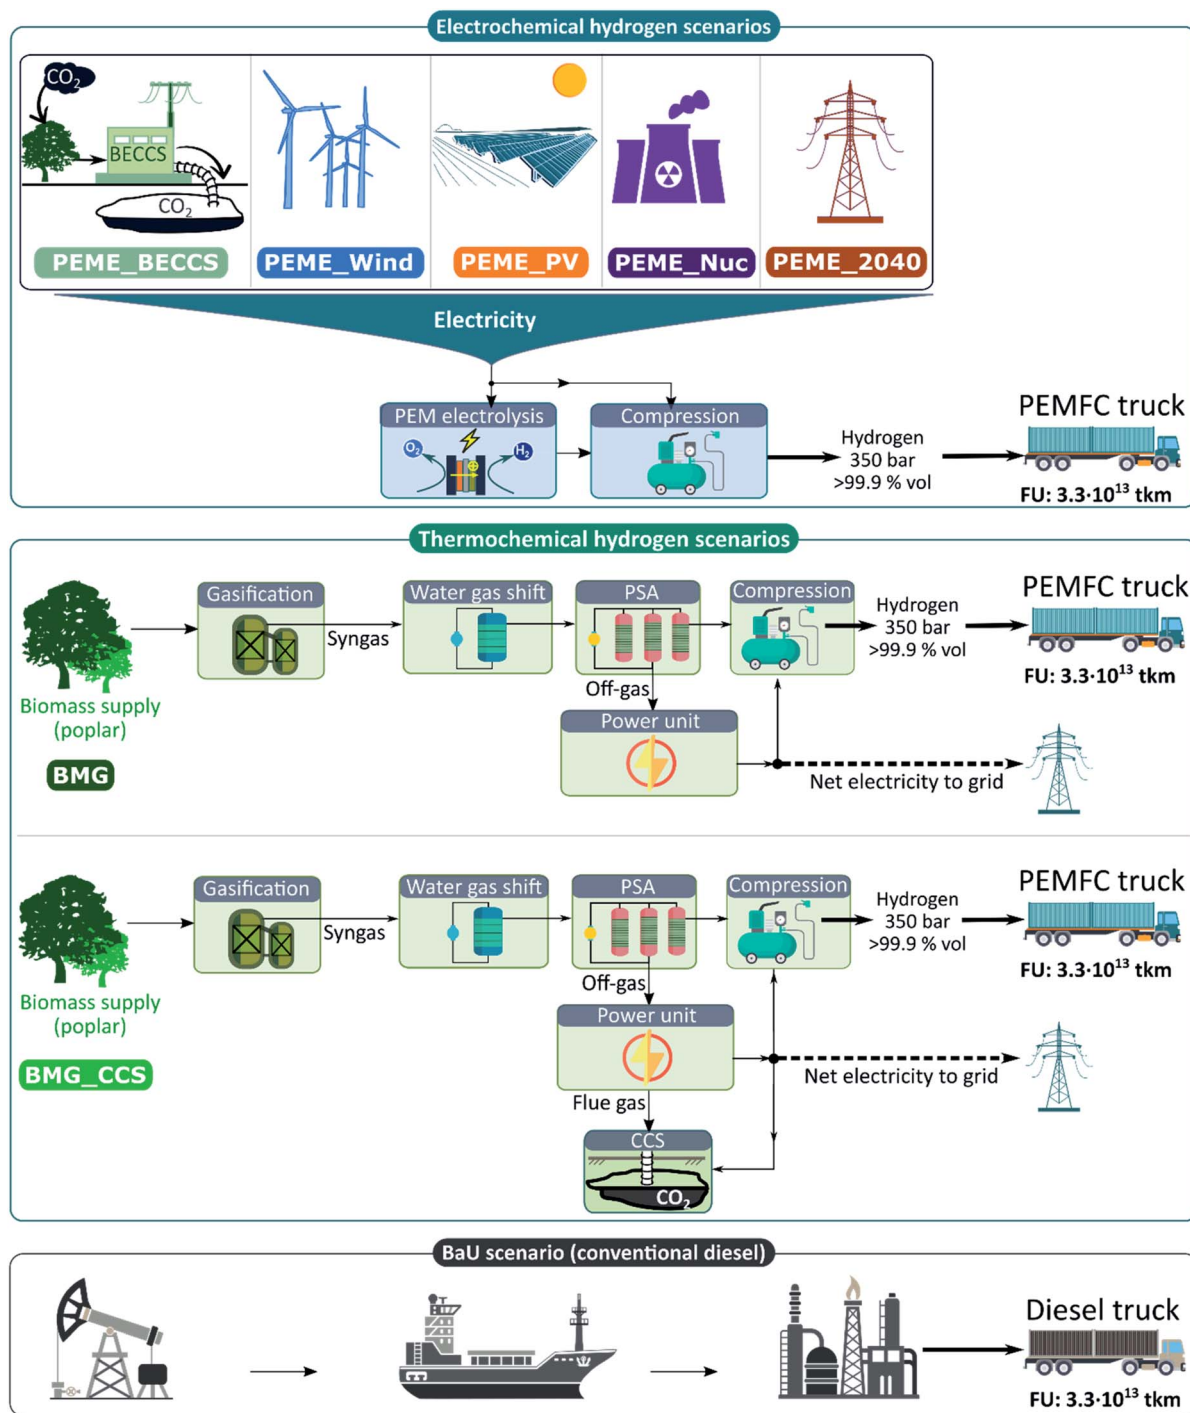 Electrochemical hydrogen scenarios
CO₂
BECCS
CO₂
PEME_BECCS
PEME_Wind
PEME_PV
PEME_Nuc
PEME_2040
Electricity
PEM electrolysis
O₂
H₂
Compression
Hydrogen
350 bar
>99.9 % vol
PEMFC truck
FU: 3.3·10¹³ tkm
Thermochemical hydrogen scenarios
Biomass supply
(poplar)
BMG
Gasification
Syngas
Water gas shift
PSA
Off-gas
Power unit
Compression
Hydrogen
350 bar
>99.9 % vol
PEMFC truck
FU: 3.3·10¹³ tkm
Net electricity to grid
Biomass supply
(poplar)
BMG_CCS
Gasification
Syngas
Water gas shift
PSA
Off-gas
Power unit
Flue gas
CCS
CO₂
Compression
Hydrogen
350 bar
>99.9 % vol
PEMFC truck
FU: 3.3·10¹³ tkm
Net electricity to grid
BaU scenario (conventional diesel)
Diesel truck
FU: 3.3·10¹³ tkm